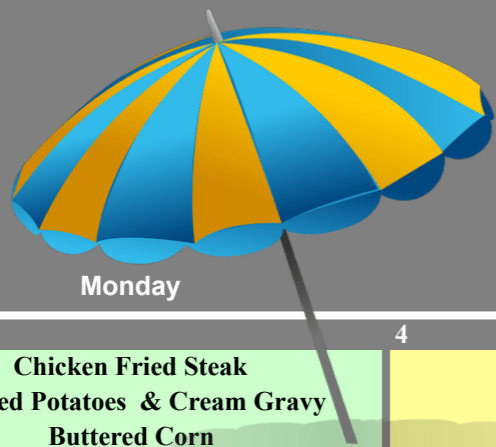 Monday
4
Chicken Fried Steak
ed Potatoes & Cream Gravy
Buttered Corn